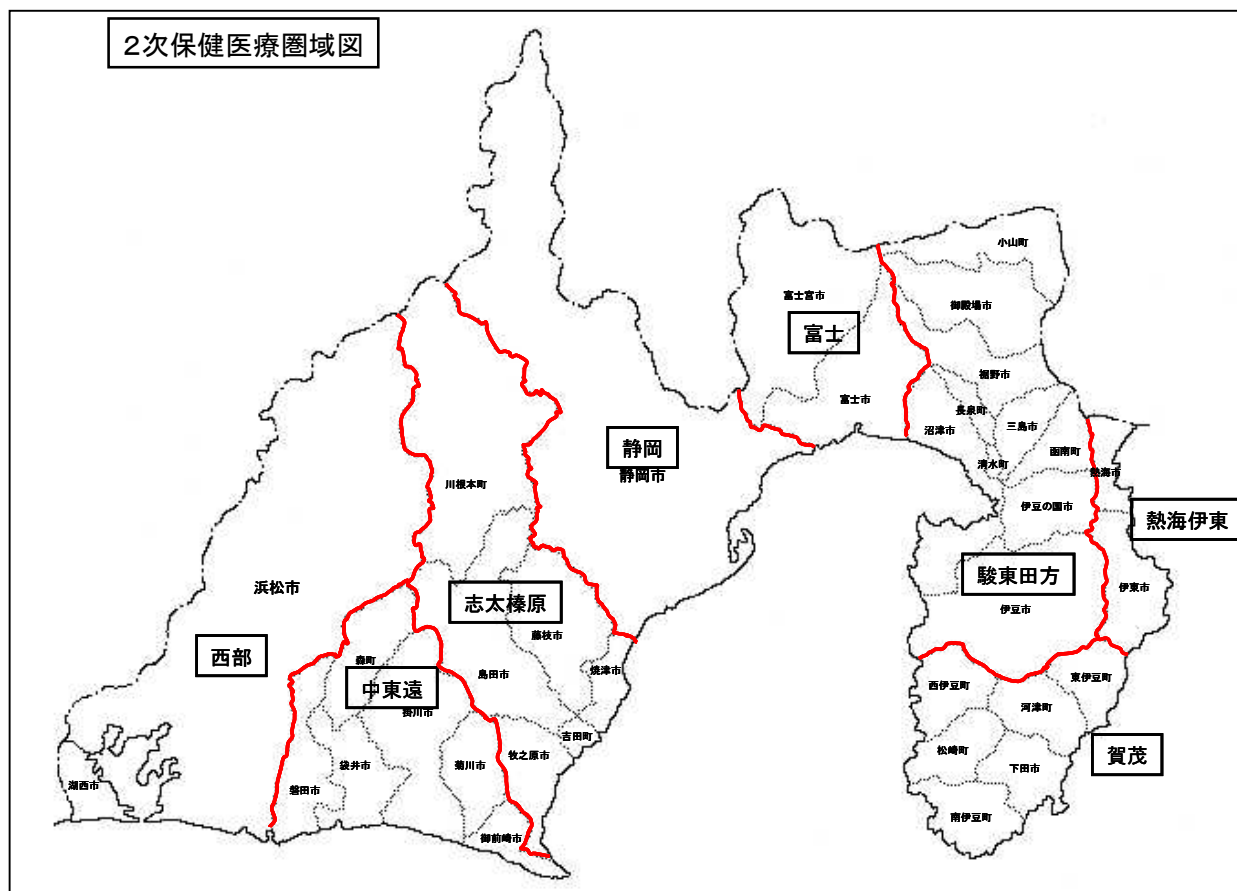 ２次保健医療圏域図
小山町
御殿場市
富士宮市
富士
裾野市
富士市
長泉町
沼津市
三島市
函南町
清水町
熱海市
静岡
静岡市
川根本町
伊豆の国市
熱海伊東
駿東田方
伊東市
伊豆市
浜松市
志太榛原
藤枝市
西部
森町
焼津市
島田市
中東遠
掛川市
西伊豆町
東伊豆町
河津町
吉田町
牧之原市
松崎町
賀茂
下田市
袋井市
菊川市
磐田市
湖西市
御前崎市
南伊豆町